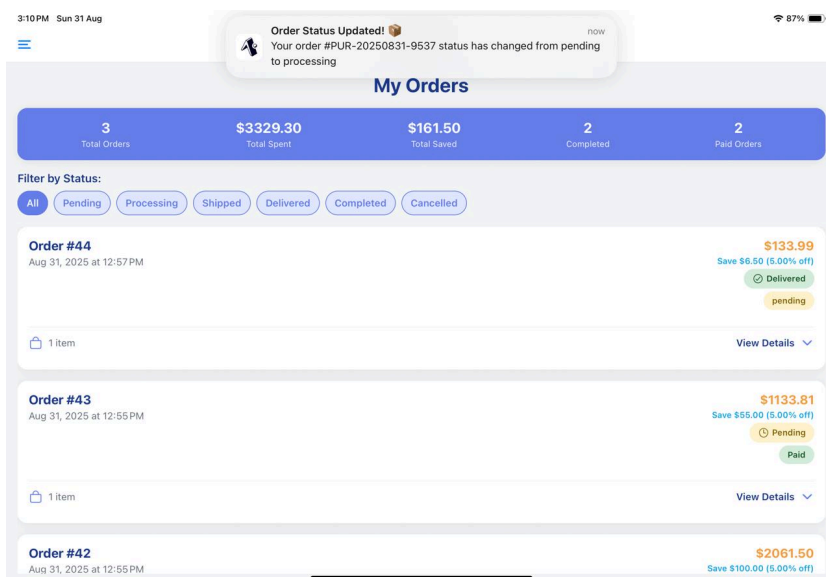 3:10 PM Sun 31 Aug
87%
Order Status Updated! 📦
now
Your order #PUR-20250831-9537 status has changed from pending
to processing
My Orders
3
Total Orders
$3329.30
Total Spent
$161.50
Total Saved
2
Completed
2
Paid Orders
Filter by Status:
All
Pending
Processing
Shipped
Delivered
Completed
Cancelled
Order #44
$133.99
Aug 31, 2025 at 12:57 PM
Save $6.50 (5.00% off)
Delivered
pending
1 item
View Details
Order #43
$1133.81
Aug 31, 2025 at 12:55 PM
Save $55.00 (5.00% off)
Pending
Paid
1 item
View Details
Order #42
$2061.50
Aug 31, 2025 at 12:55 PM
Save $100.00 (5.00% off)